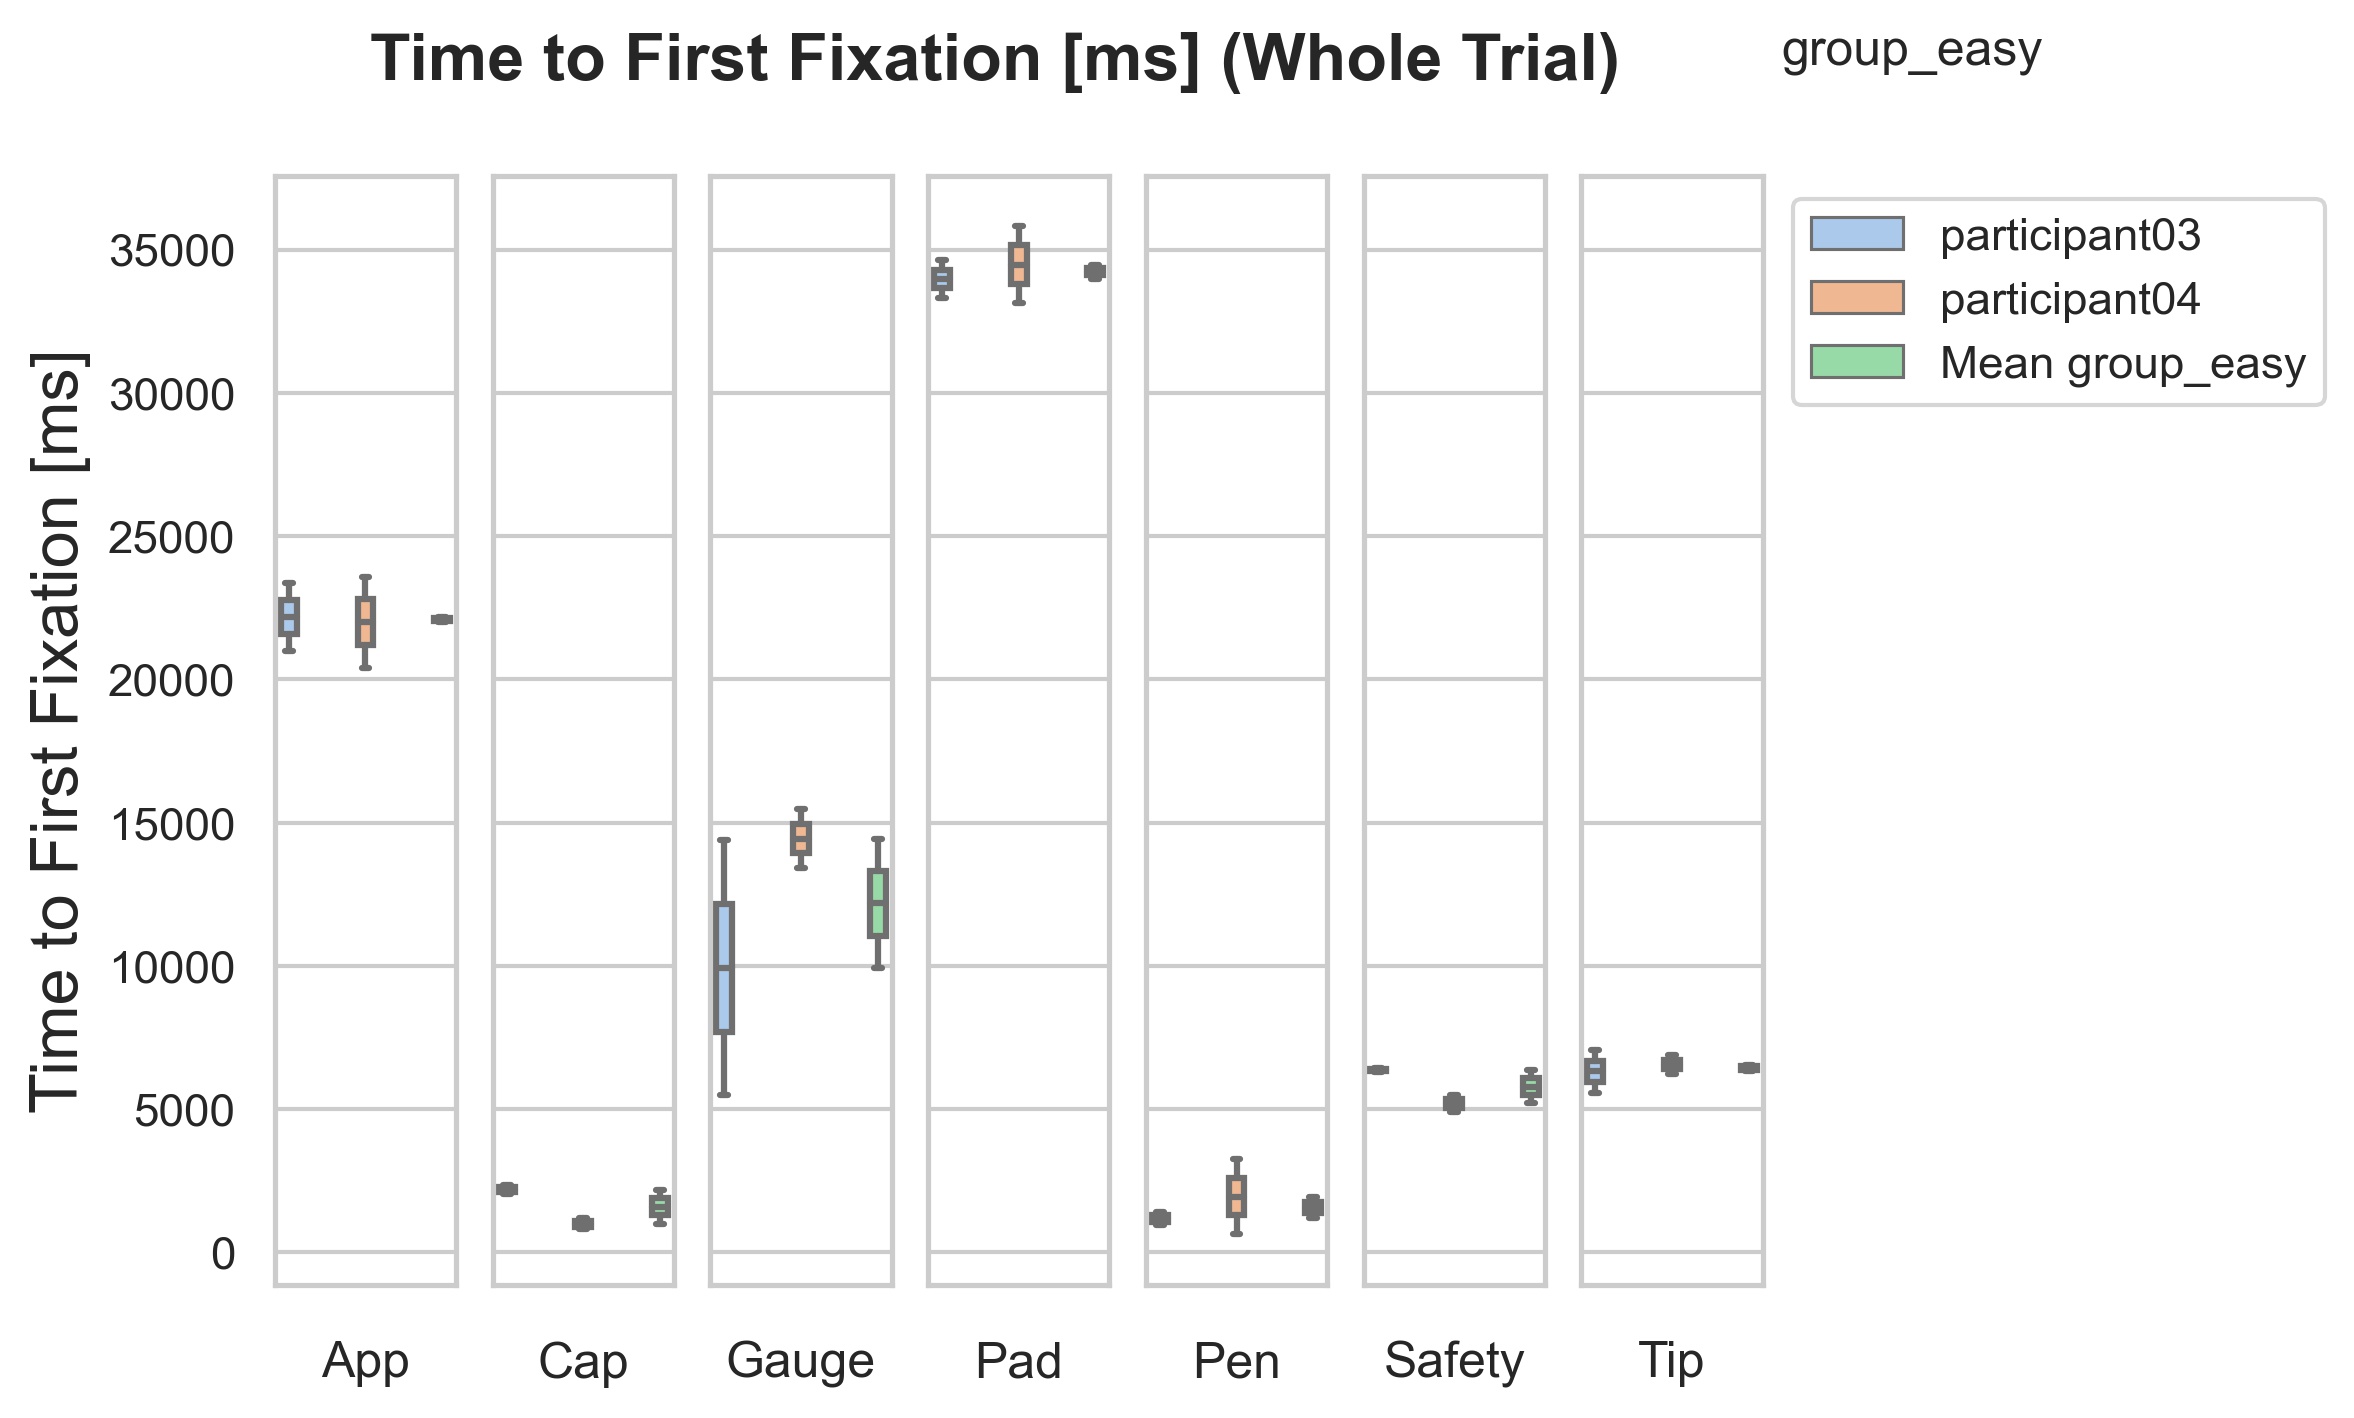 Time to First Fixation [ms] (Whole Trial)
group_easy
participant03
participant04
Mean group_easy
Time to First Fixation [ms]
35000
30000
25000
20000
15000
10000
5000
0
App
Cap
Gauge
Pad
Pen
Safety
Tip